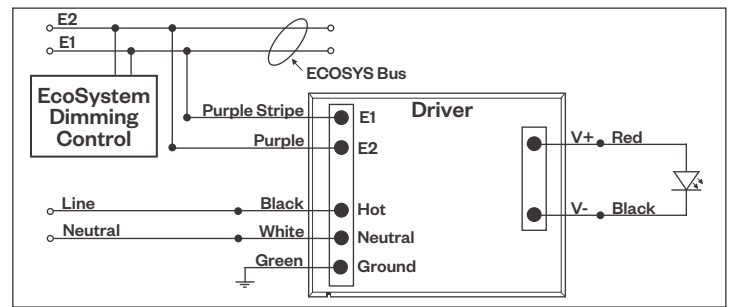 E2
E1
ECOSYS Bus
EcoSystem
Dimming
Control
Driver
Purple Stripe
E1
Purple
E2
V+
Red
Line
Black
Hot
V-
Black
Neutral
White
Neutral
Green
Ground